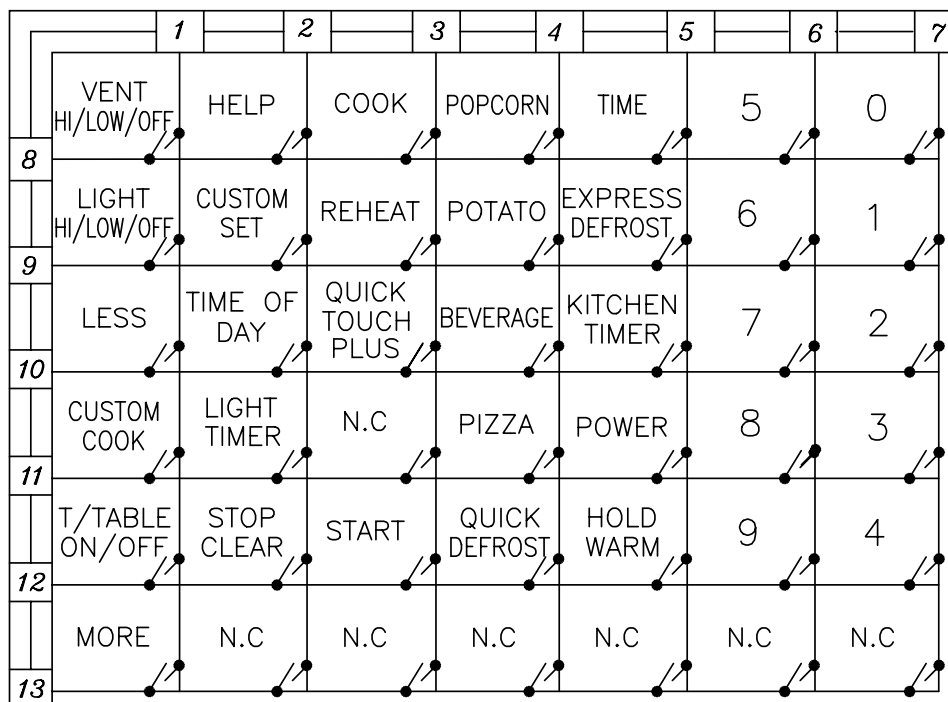 1 2 3 4 5 6 7
VENT
HI/LOW/OFF
HELP
COOK
POPCORN
TIME
5
0
8
LIGHT
HI/LOW/OFF
CUSTOM
SET
REHEAT
POTATO
EXPRESS
DEFROST
6
1
9
LESS
TIME OF
DAY
QUICK
TOUCH
PLUS
BEVERAGE
KITCHEN
TIMER
7
2
10
CUSTOM
COOK
LIGHT
TIMER
N.C
PIZZA
POWER
8
3
11
T/TABLE
ON/OFF
STOP
CLEAR
START
QUICK
DEFROST
HOLD
WARM
9
4
12
MORE
N.C
N.C
N.C
N.C
N.C
N.C
13